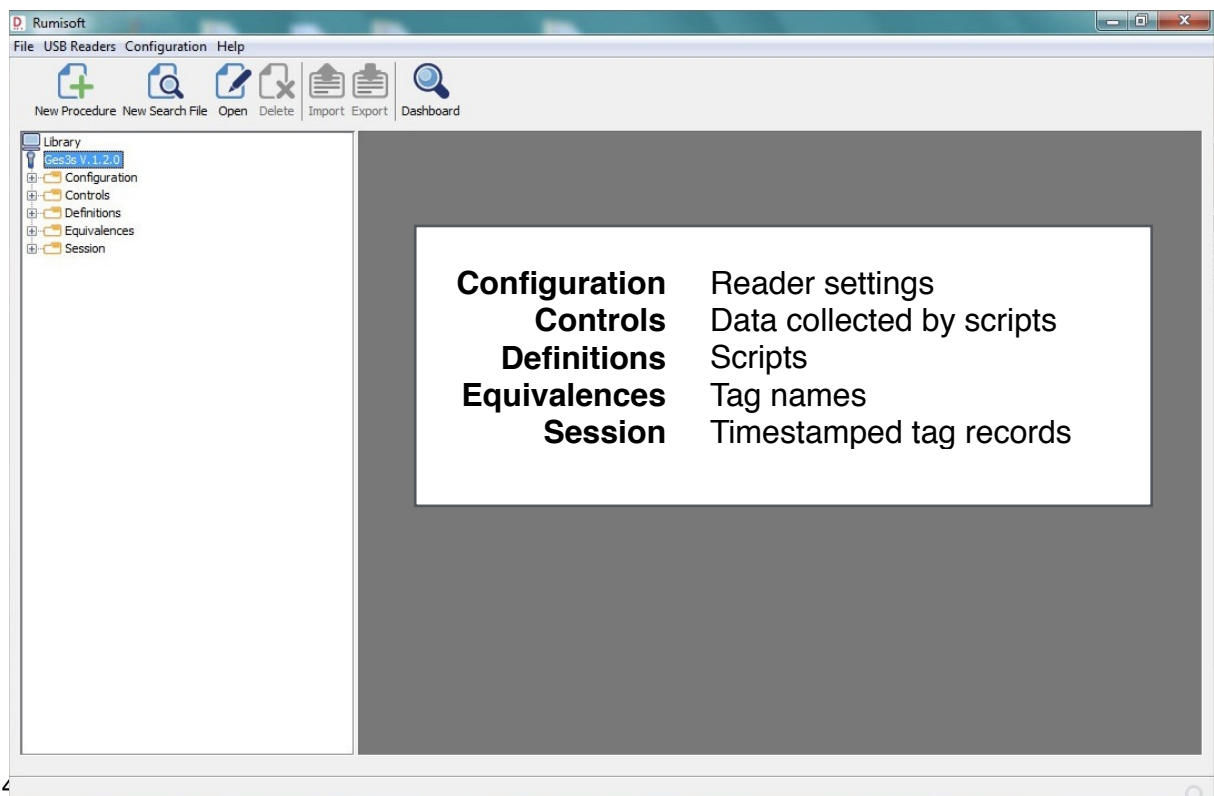 Rumisoft
File USB Readers Configuration Help
New Procedure New Search File Open Delete Import Export Dashboard
Library
Ges3s V.1.2.0
Configuration
Controls
Definitions
Equivalences
Session
Configuration Reader settings
Controls Data collected by scripts
Definitions Scripts
Equivalences Tag names
Session Timestamped tag records